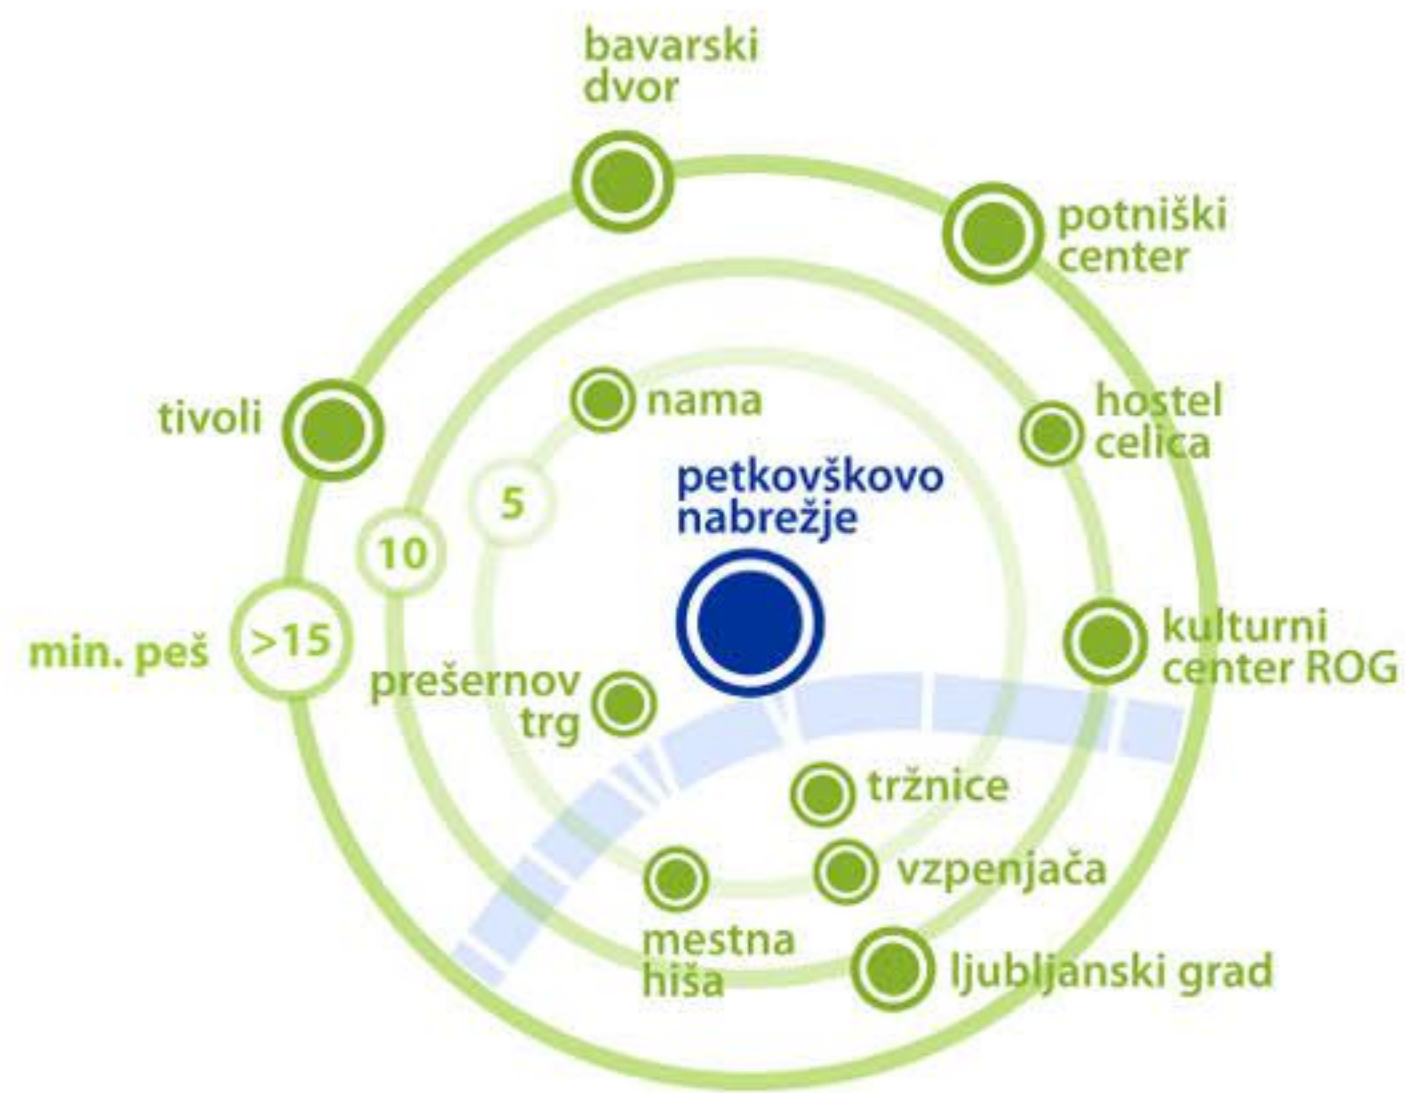 bavarski
dvor
potniški
center
tivoli
nama
hostel
celica
petkovškovo
nabrežje
5
10
>15
min. peš
kulturni
center ROG
prešernov
trg
tržnice
vzpenjača
mestna
hiša
ljubljanski grad